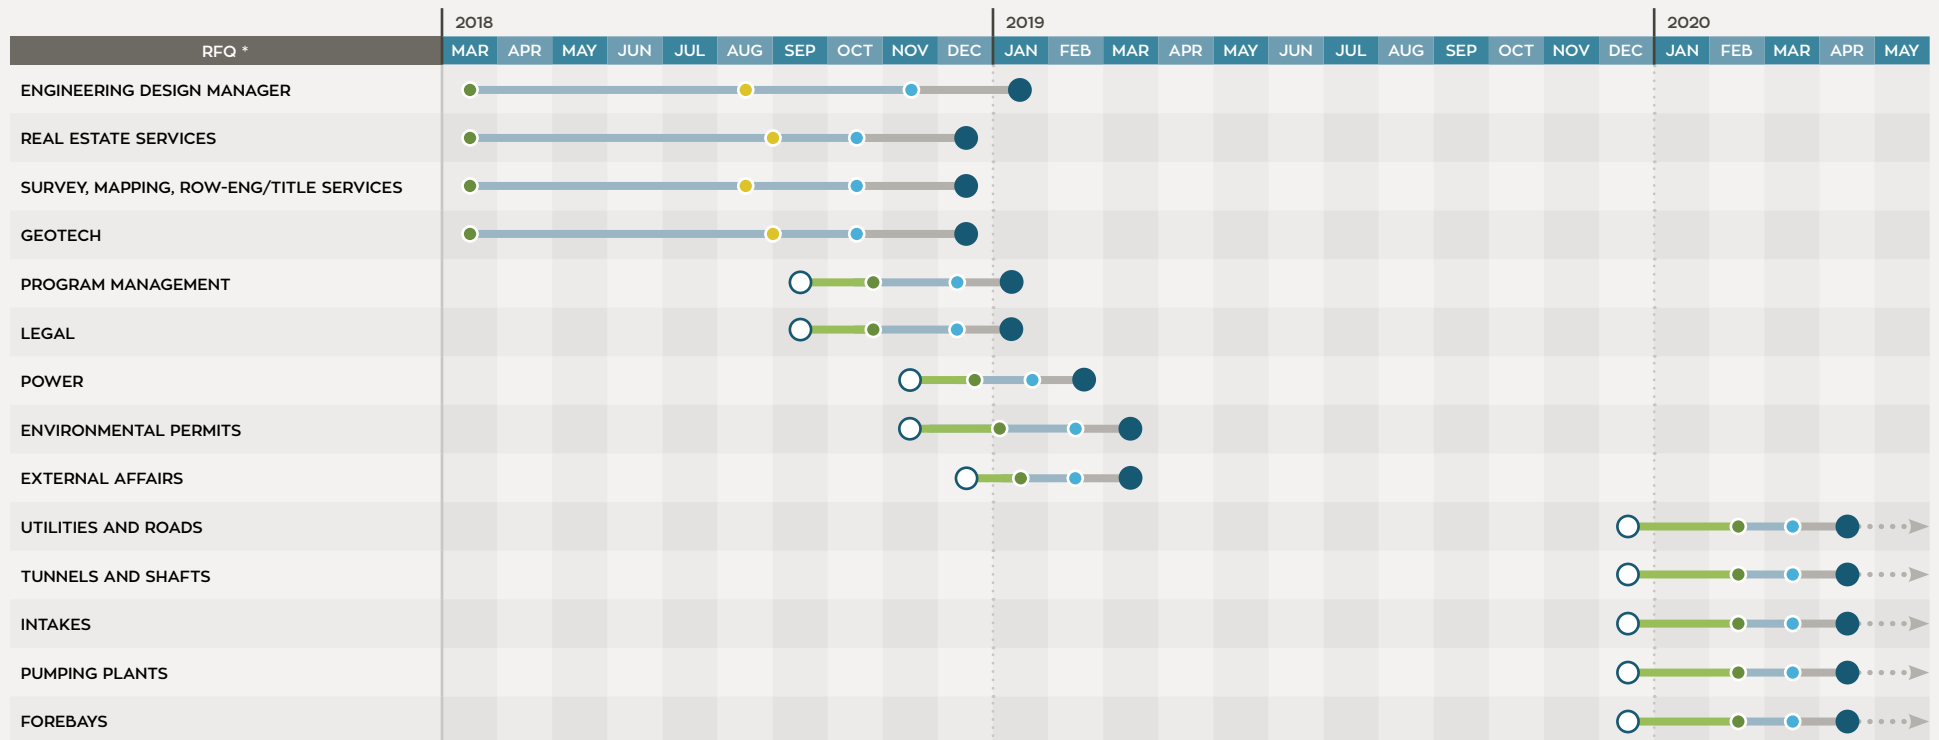 2018 2019 2020
RFQ * MAR APR MAY JUN JUL AUG SEP OCT NOV DEC JAN FEB MAR APR MAY JUN JUL AUG SEP OCT NOV DEC JAN FEB MAR APR MAY
ENGINEERING DESIGN MANAGER
REAL ESTATE SERVICES
SURVEY, MAPPING, ROW-ENG/TITLE SERVICES
GEOTECH
PROGRAM MANAGEMENT
LEGAL
POWER
ENVIRONMENTAL PERMITS
EXTERNAL AFFAIRS
UTILITIES AND ROADS
TUNNELS AND SHAFTS
INTAKES
PUMPING PLANTS
FOREBAYS